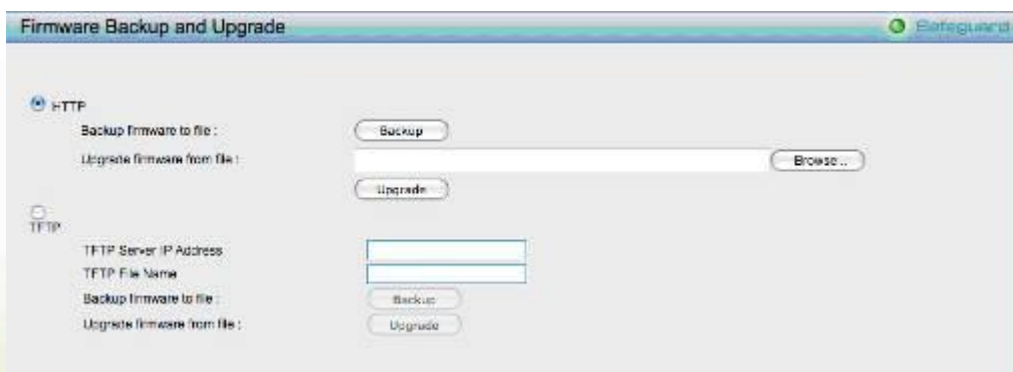 Firmware Backup and Upgrade
Safeguard
HTTP
Backup firmware to file :
Backup
Upgrade firmware from file :
Browse...
Upgrade
TFTP
TFTP Server IP Address
TFTP File Name
Backup firmware to file :
Backup
Upgrade firmware from file :
Upgrade